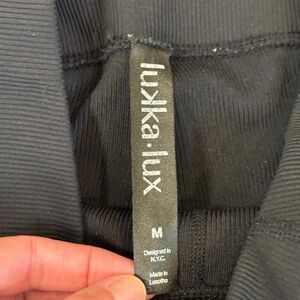 lukka·lux
M
Designed in
N.Y.C.
Made in
Lesotho